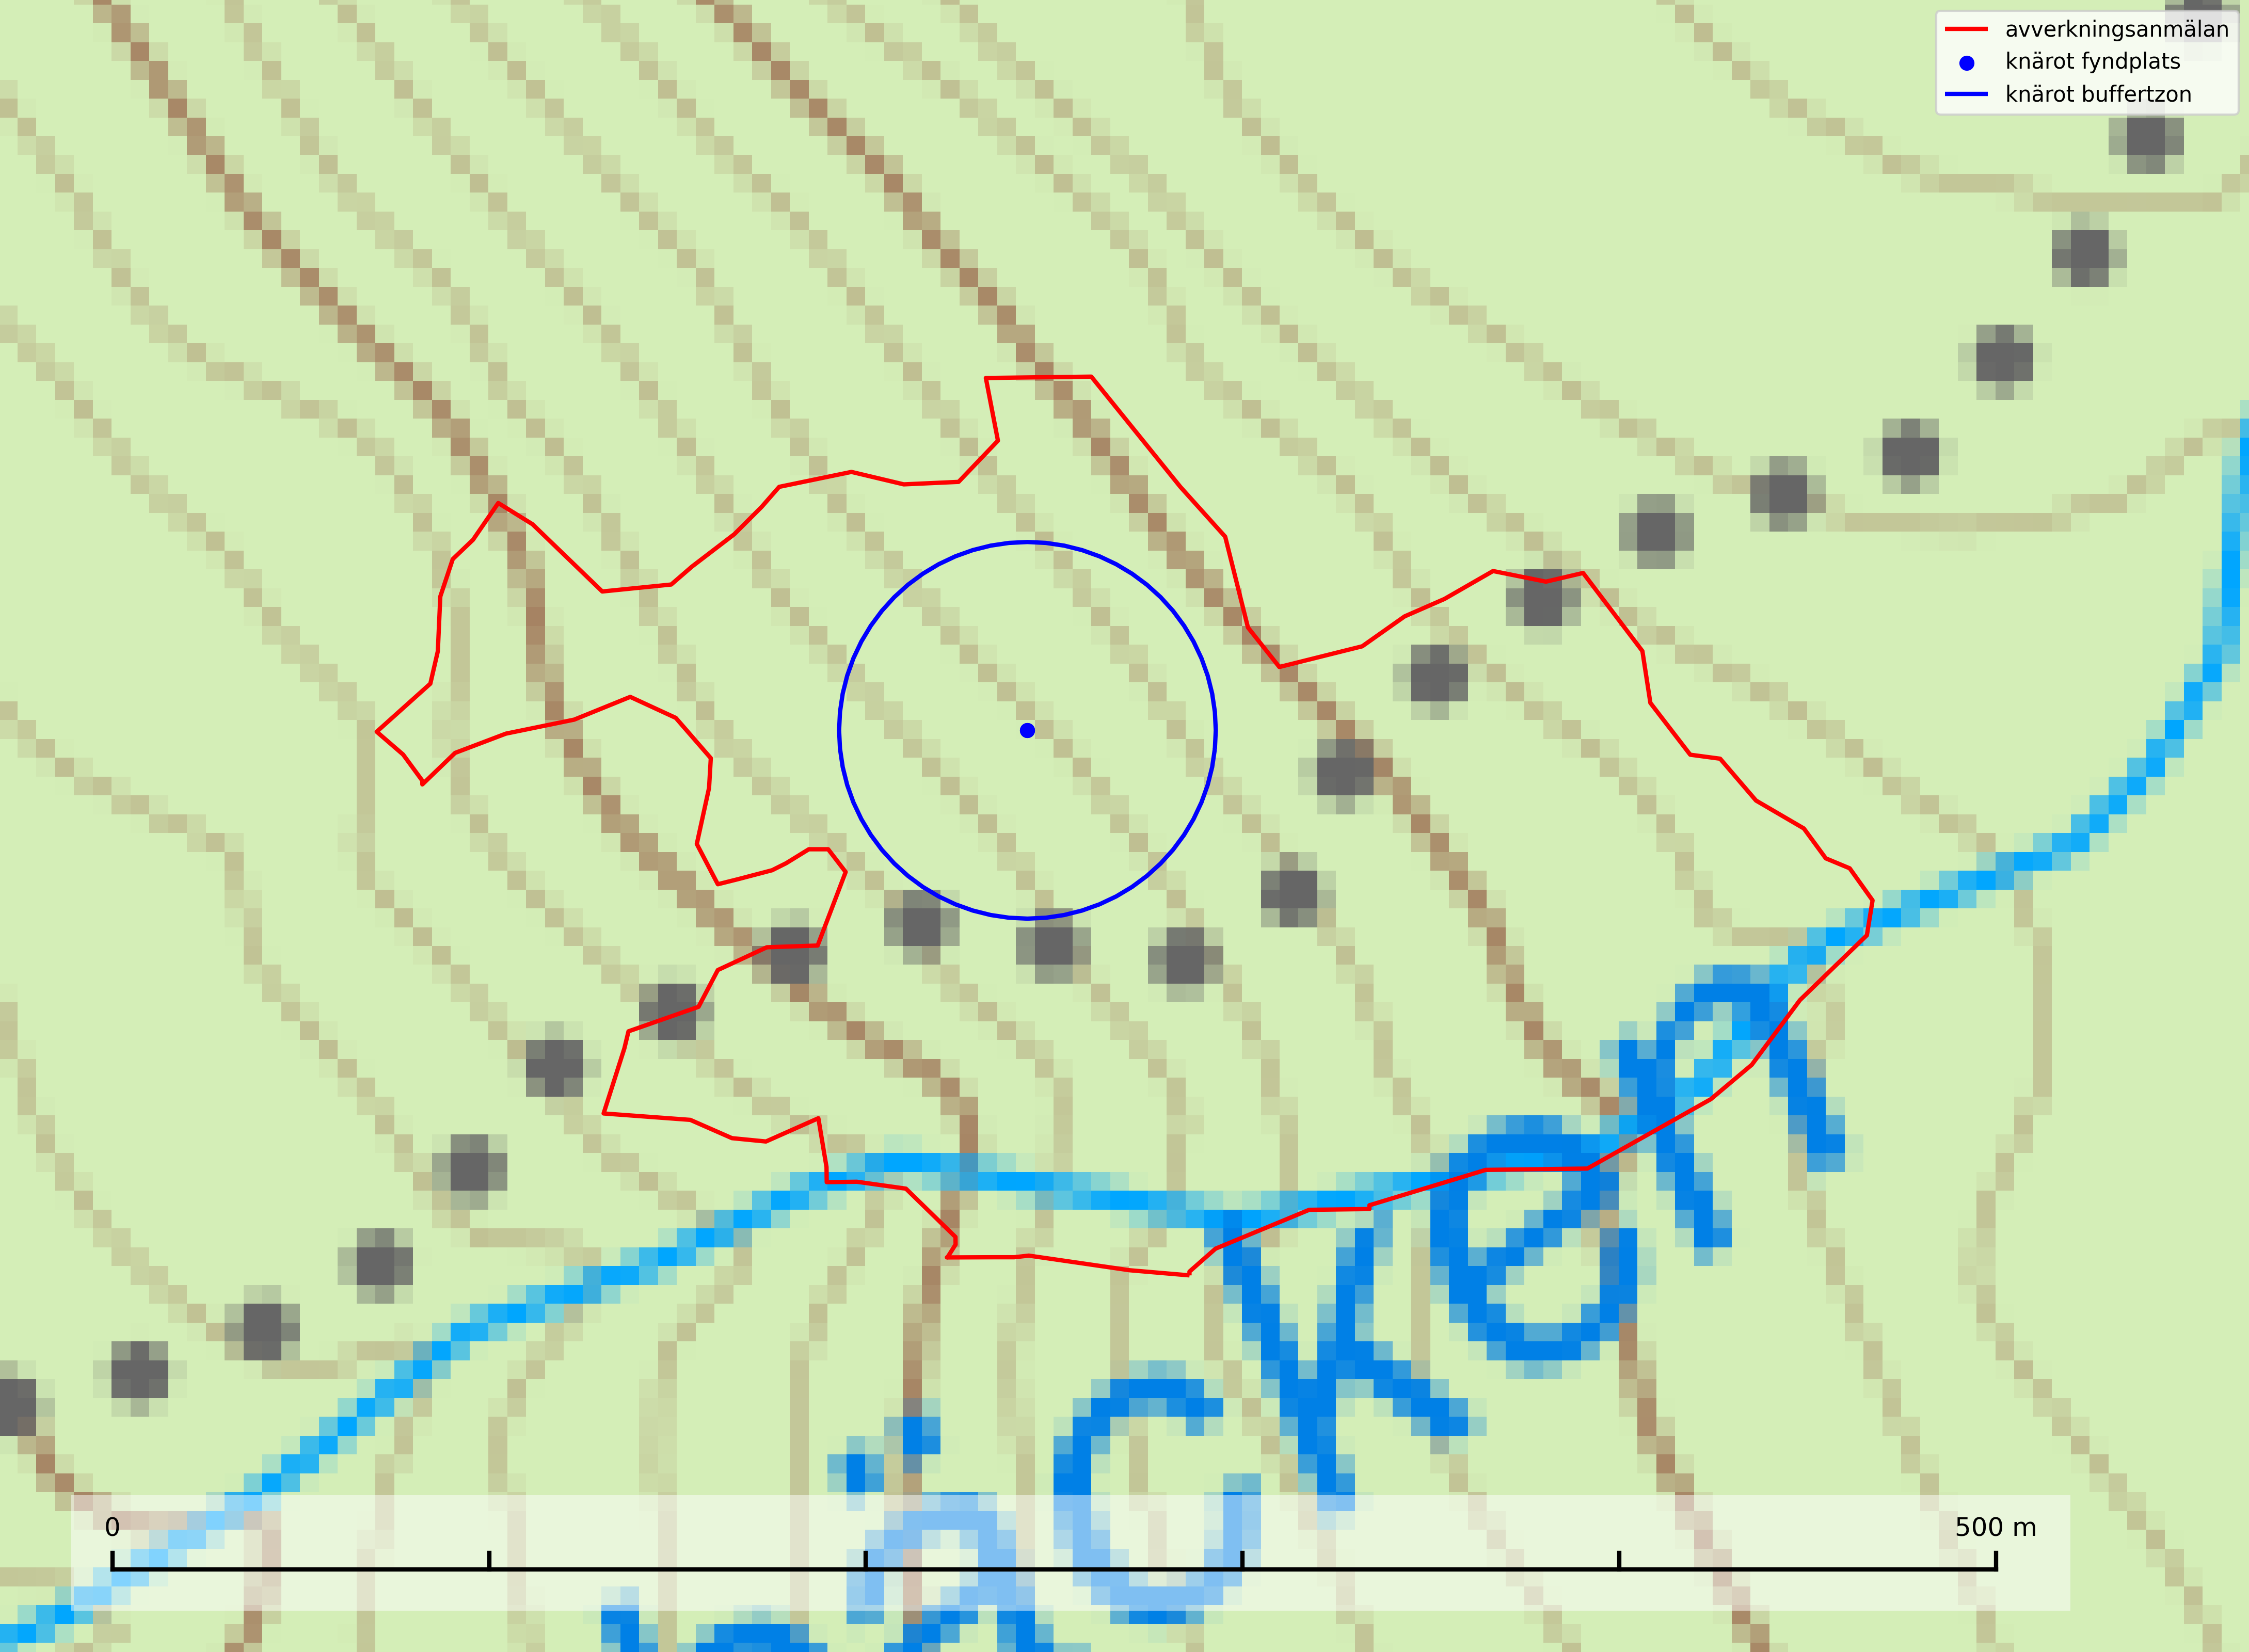 avverkningsanmälan
knärot fyndplats
knärot buffertzon
0
500 m